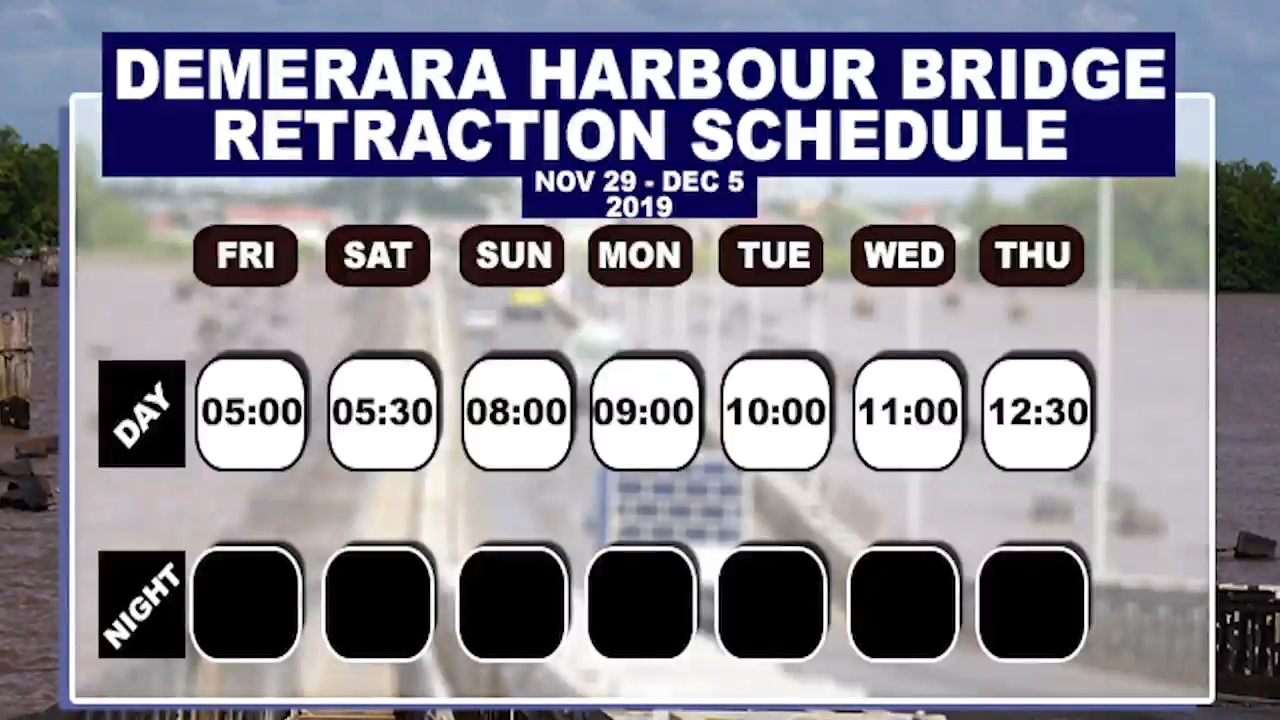 DEMERARA HARBOUR BRIDGE
RETRACTION SCHEDULE
NOV 29 - DEC 5
2019
FRI SAT SUN MON TUE WED THU
DAY 05:00 05:30 08:00 09:00 10:00 11:00 12:30
NIGHT